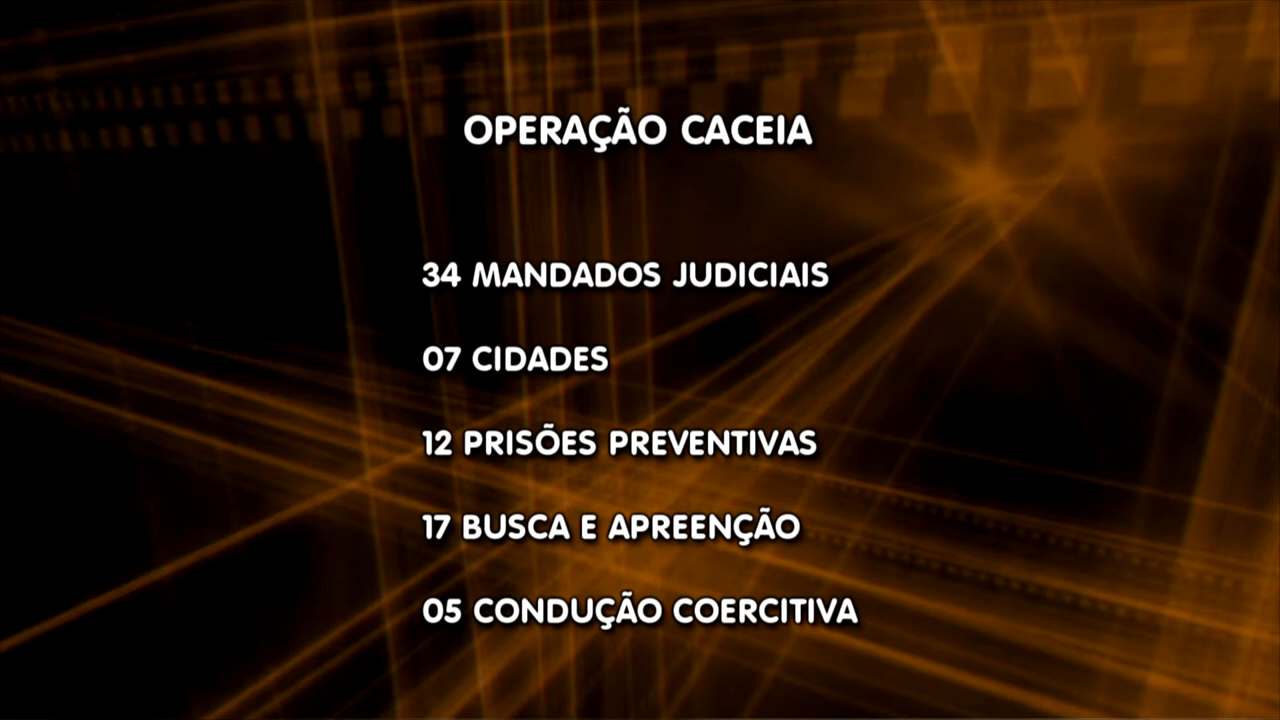 OPERAÇÃO CACEIA
34 MANDADOS JUDICIAIS
07 CIDADES
12 PRISÕES PREVENTIVAS
17 BUSCA E APREENÇÃO
05 CONDUÇÃO COERCITIVA